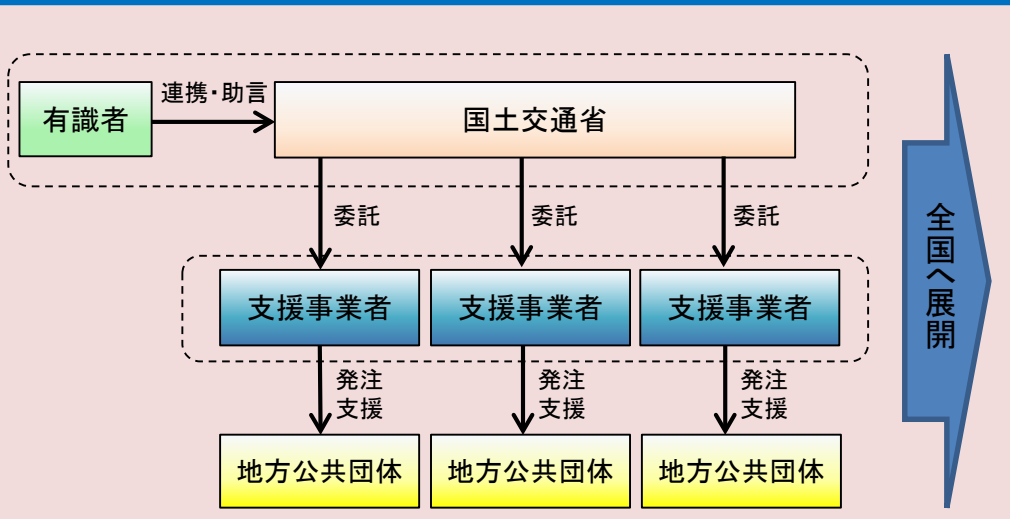 連携・助言
有識者
国土交通省
委託
委託
委託
支援事業者
支援事業者
支援事業者
発注
支援
発注
支援
発注
支援
地方公共団体
地方公共団体
地方公共団体
全国へ展開